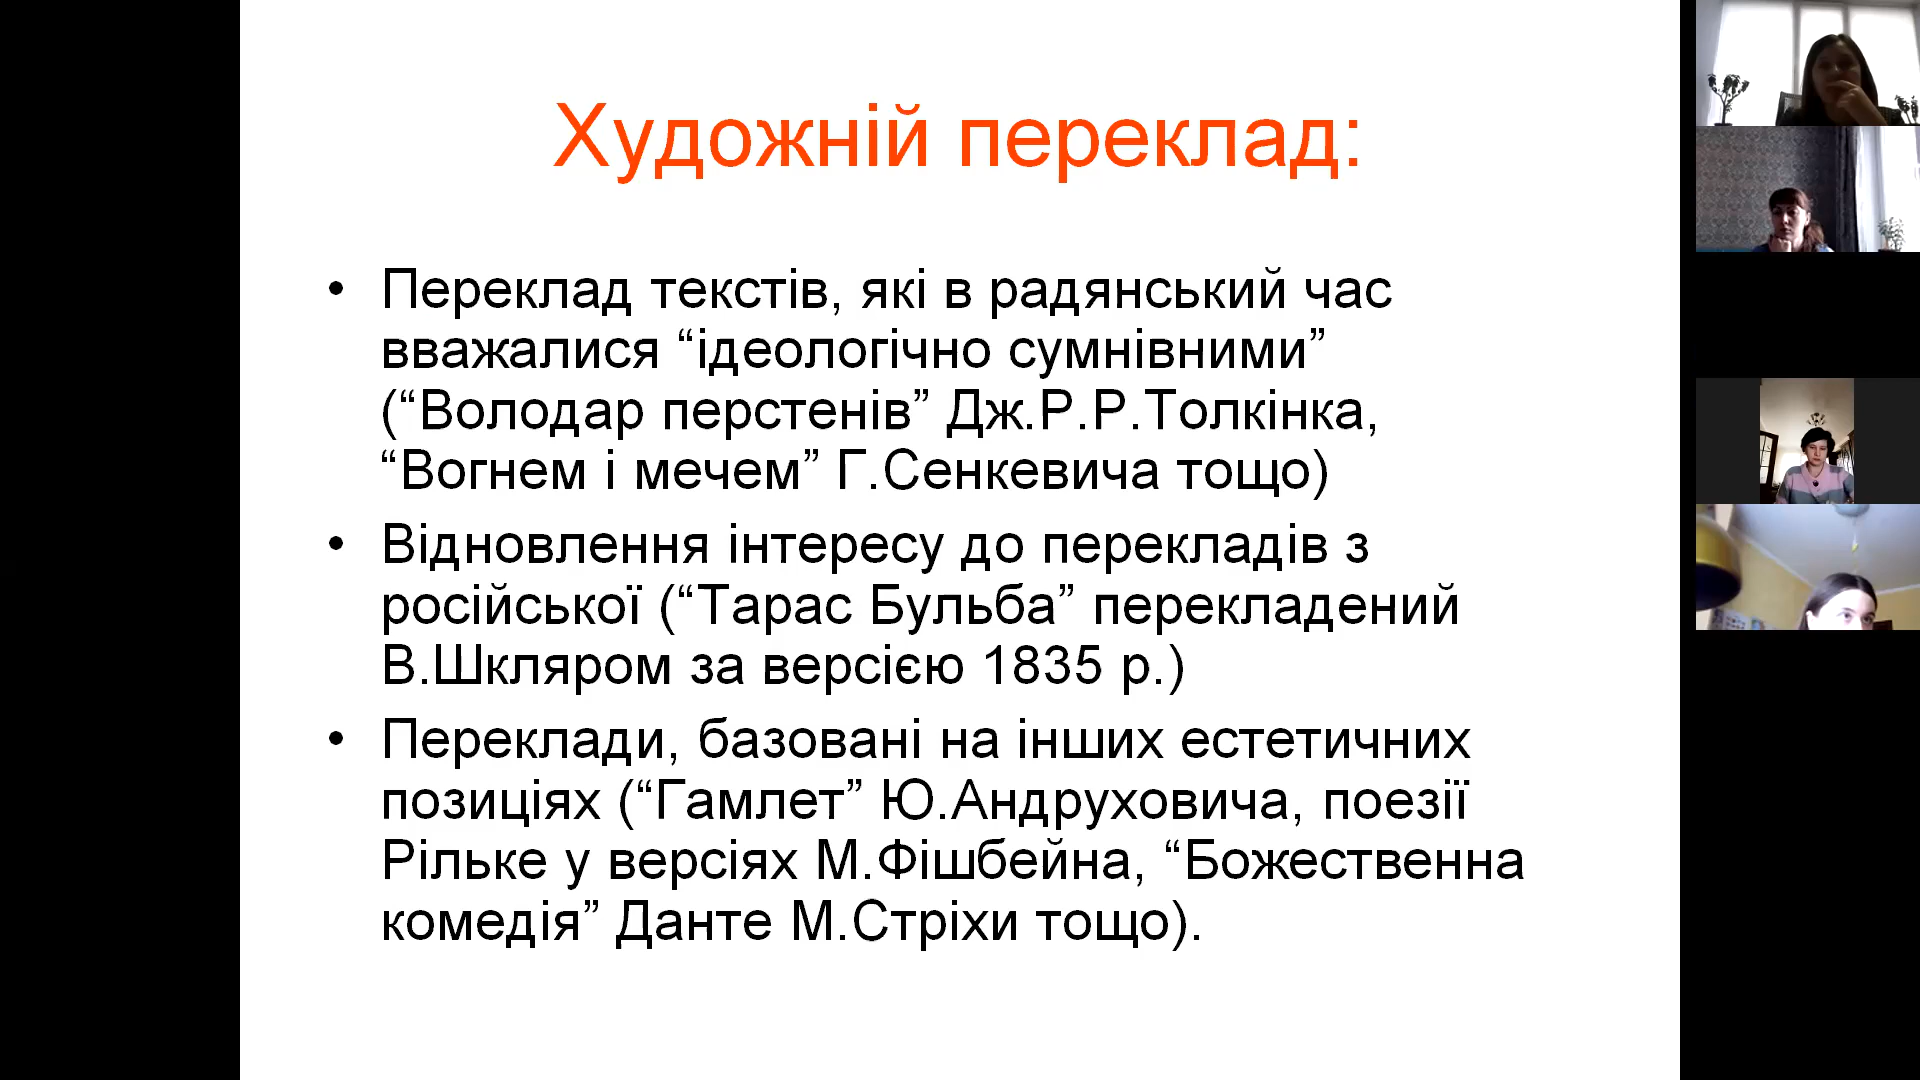 Художній переклад:
• Переклад текстів, які в радянський час
вважалися “ідеологічно сумнівними”
(“Володар перстенів” Дж.Р.Р.Толкінка,
“Вогнем і мечем” Г.Сенкевича тощо)
• Відновлення інтересу до перекладів з
російської (“Тарас Бульба” перекладений
В.Шкляром за версією 1835 р.)
• Переклади, базовані на інших естетичних
позиціях (“Гамлет” Ю.Андруховича, поезії
Рільке у версіях М.Фішбейна, “Божественна
комедія” Данте М.Стріхи тощо).